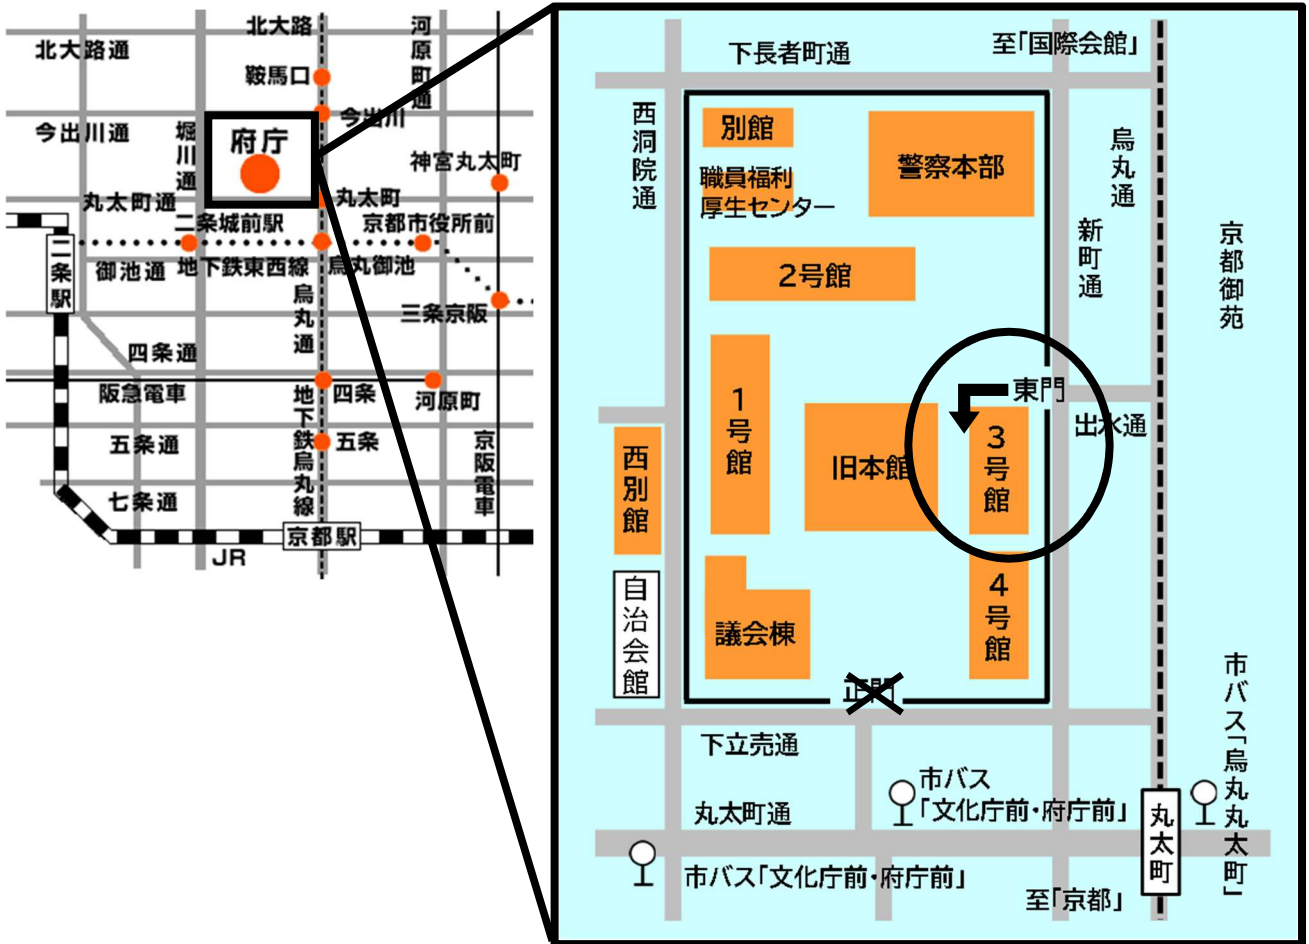 北大路
河原町通
北大路通
鞍馬口
今出川
今出川通
堀川通
府庁
神宮丸太町
丸太町通
丸太町
二条城前駅
京都市役所前
二条駅
御池通
地下鉄東西線
烏丸御池
烏丸通
三条京阪
四条通
阪急電車
四条
河原町
地下鉄烏丸線
五条通
五条
京阪電車
七条通
京都駅
JR
下長者町通
至「国際会館」
西洞院通
別館
警察本部
烏丸通
職員福利
厚生センター
新町通
京都御苑
2号館
1号館
東門
出水通
旧本館
3号館
西別館
自治会館
4号館
議会棟
正門
下立売通
市バス「烏丸丸太町」
市バス
「文化庁前・府庁前」
丸太町通
丸太町
市バス「文化庁前・府庁前」
至「京都」